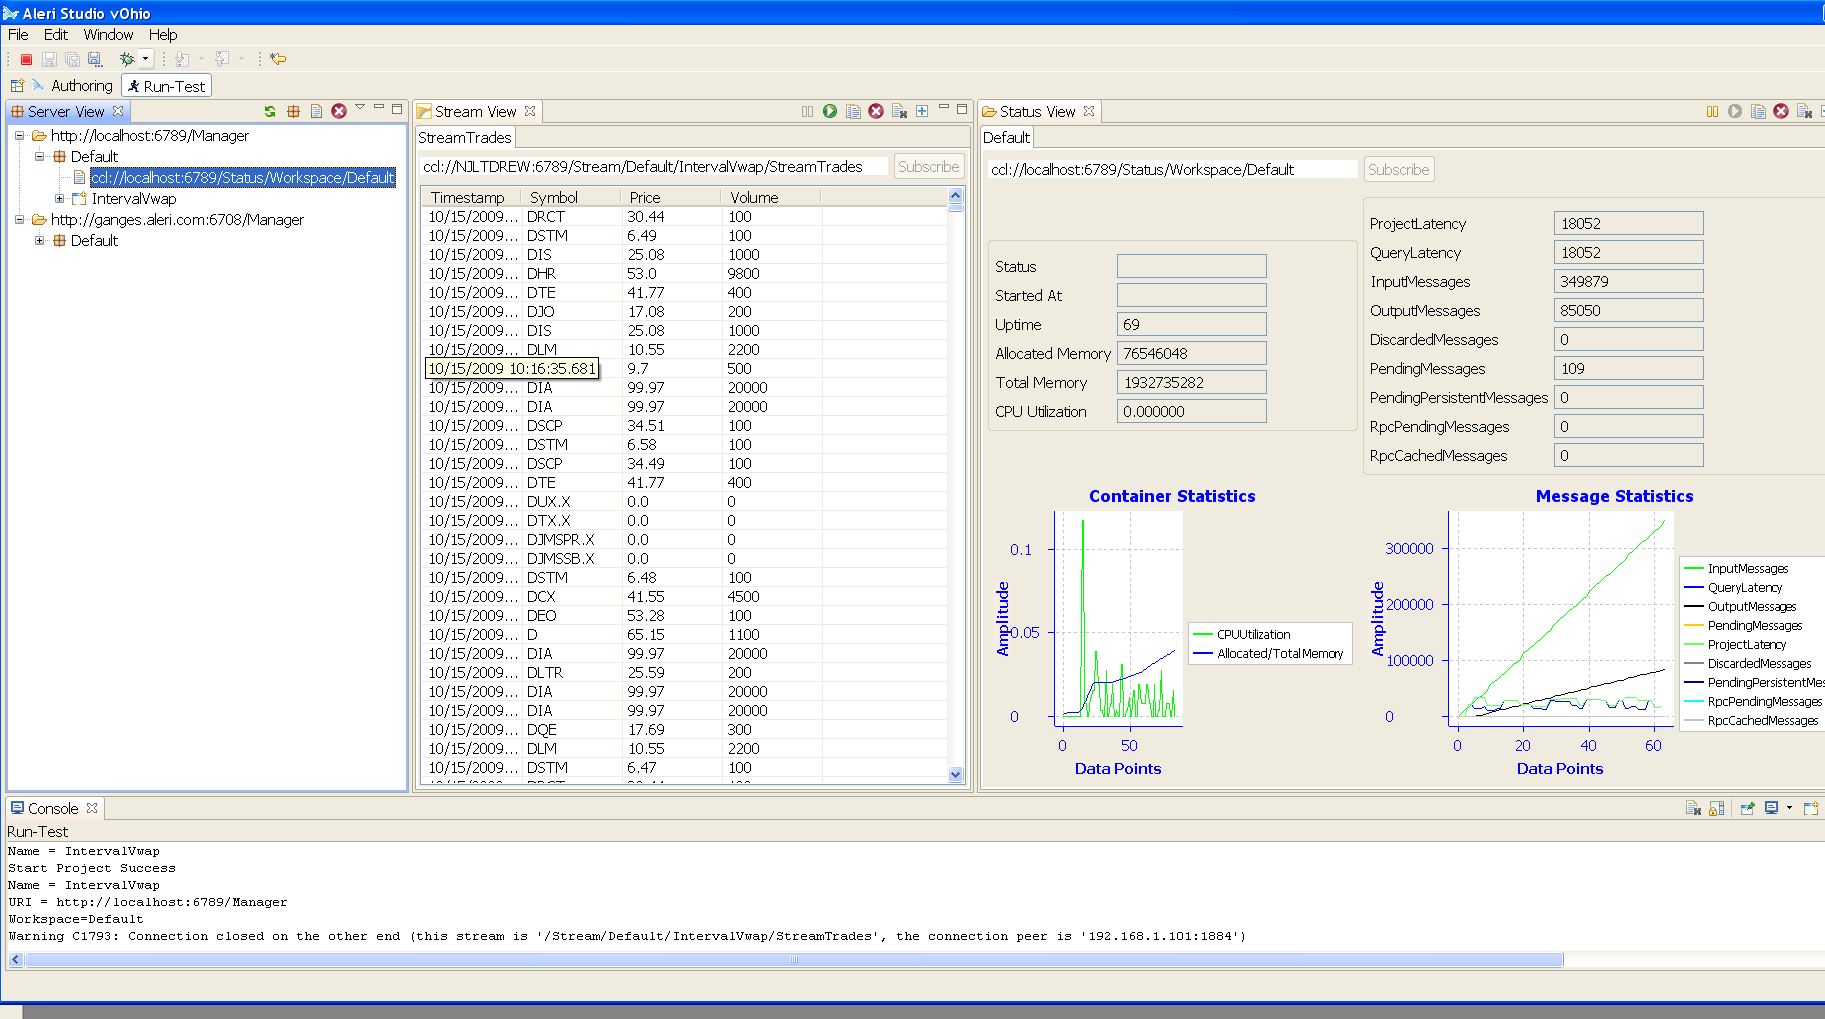 Aleri Studio vOhio
File Edit Window Help
Authoring Run-Test
Server View
http://localhost:6789/Manager
Default
ccl://localhost:6789/Status/Workspace/Default
IntervalVwap
http://ganges.aleri.com:6708/Manager
Default
Stream View
StreamTrades
ccl://NJLTDREW:6789/Stream/Default/IntervalVwap/StreamTrades Subscribe
Timestamp Symbol Price Volume
10/15/2009... DRCT 30.44 100
10/15/2009... DSTM 6.49 100
10/15/2009... DIS 25.08 1000
10/15/2009... DHR 53.0 9800
10/15/2009... DTE 41.77 400
10/15/2009... DJO 17.08 200
10/15/2009... DIS 25.08 1000
10/15/2009... DLM 10.55 2200
10/15/2009 10:16:35.681 9.7 500
10/15/2009... DIA 99.97 20000
10/15/2009... DIA 99.97 20000
10/15/2009... DSCP 34.51 100
10/15/2009... DSTM 6.58 100
10/15/2009... DSCP 34.49 100
10/15/2009... DTE 41.77 400
10/15/2009... DUX.X 0.0 0
10/15/2009... DTX.X 0.0 0
10/15/2009... DJMSPR.X 0.0 0
10/15/2009... DJMSSB.X 0.0 0
10/15/2009... DSTM 6.48 100
10/15/2009... DCX 41.55 4500
10/15/2009... DEO 53.28 100
10/15/2009... D 65.15 1100
10/15/2009... DIA 99.97 20000
10/15/2009... DLTR 25.59 200
10/15/2009... DIA 99.97 20000
10/15/2009... DIA 99.97 20000
10/15/2009... DQE 17.69 300
10/15/2009... DLM 10.55 2200
10/15/2009... DSTM 6.47 100
Status View
Default
ccl://localhost:6789/Status/Workspace/Default Subscribe
Status
Started At
Uptime 69
Allocated Memory 76546048
Total Memory 1932735282
CPU Utilization 0.000000
ProjectLatency 18052
QueryLatency 18052
InputMessages 349879
OutputMessages 85050
DiscardedMessages 0
PendingMessages 109
PendingPersistentMessages 0
RpcPendingMessages 0
RpcCachedMessages 0
Container Statistics
Amplitude
0.1
0.05
0
0 50
Data Points
CPUUtilization
Allocated/Total Memory
Message Statistics
Amplitude
300000
200000
100000
0
0 20 40 60
Data Points
InputMessages
QueryLatency
OutputMessages
PendingMessages
ProjectLatency
DiscardedMessages
PendingPersistentMes
RpcPendingMessages
RpcCachedMessages
Console
Run-Test
Name = IntervalVwap
Start Project Success
Name = IntervalVwap
URI = http://localhost:6789/Manager
Workspace=Default
Warning C1793: Connection closed on the other end (this stream is '/Stream/Default/IntervalVwap/StreamTrades', the connection peer is '192.168.1.101:1884')